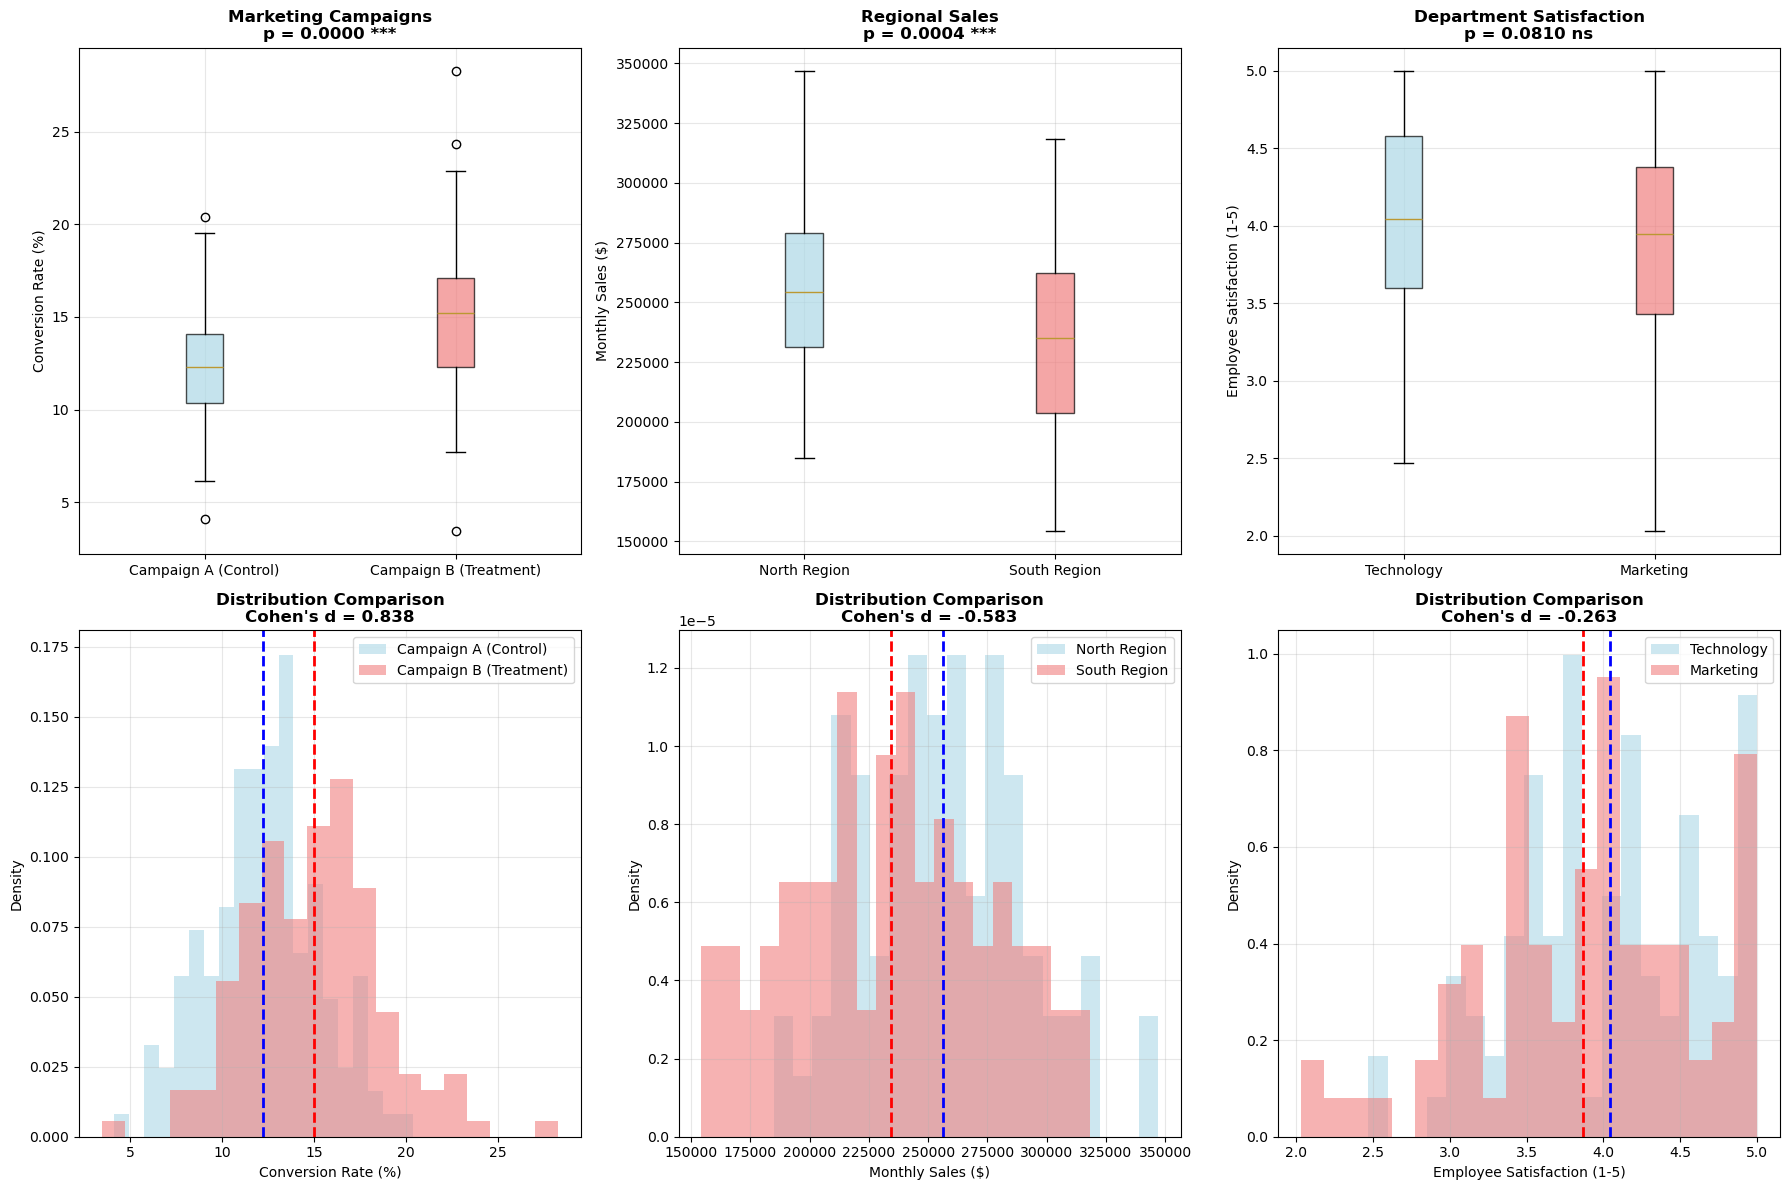 Marketing Campaigns
p = 0.0000 ***
Conversion Rate (%)
25
20
15
10
5
Campaign A (Control)
Campaign B (Treatment)
Regional Sales
p = 0.0004 ***
Monthly Sales ($)
350000
325000
300000
275000
250000
225000
200000
175000
150000
North Region
South Region
Department Satisfaction
p = 0.0810 ns
Employee Satisfaction (1-5)
5.0
4.5
4.0
3.5
3.0
2.5
2.0
Technology
Marketing
Distribution Comparison
Cohen's d = 0.838
Campaign A (Control)
Campaign B (Treatment)
Density
0.175
0.150
0.125
0.100
0.075
0.050
0.025
0.000
5
10
15
20
25
Conversion Rate (%)
Distribution Comparison
Cohen's d = -0.583
1e−5
North Region
South Region
Density
1.2
1.0
0.8
0.6
0.4
0.2
0.0
150000
175000
200000
225000
250000
275000
300000
325000
350000
Monthly Sales ($)
Distribution Comparison
Cohen's d = -0.263
Technology
Marketing
Density
1.0
0.8
0.6
0.4
0.2
0.0
2.0
2.5
3.0
3.5
4.0
4.5
5.0
Employee Satisfaction (1-5)